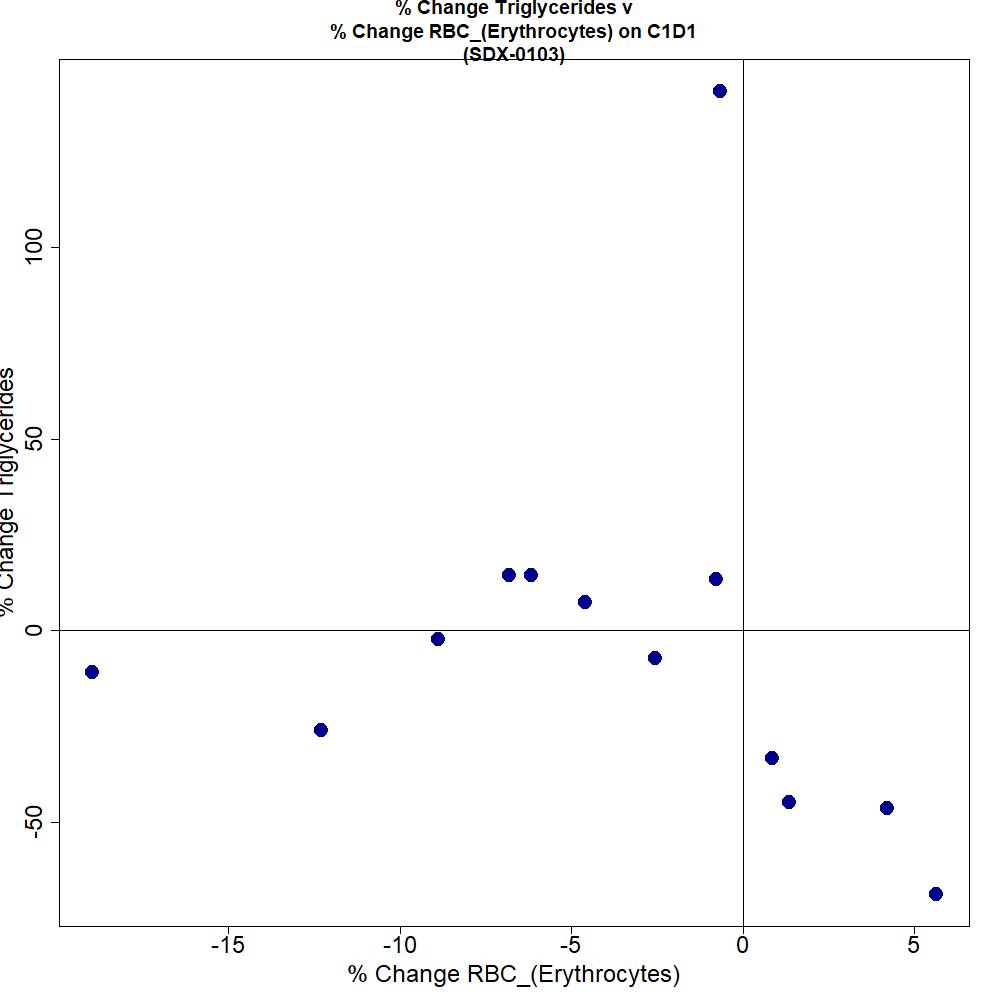 % Change Triglycerides v
% Change RBC_(Erythrocytes) on C1D1
(SDX-0103)
% Change Triglycerides
100
50
0
-50
-15
-10
-5
0
5
% Change RBC_(Erythrocytes)